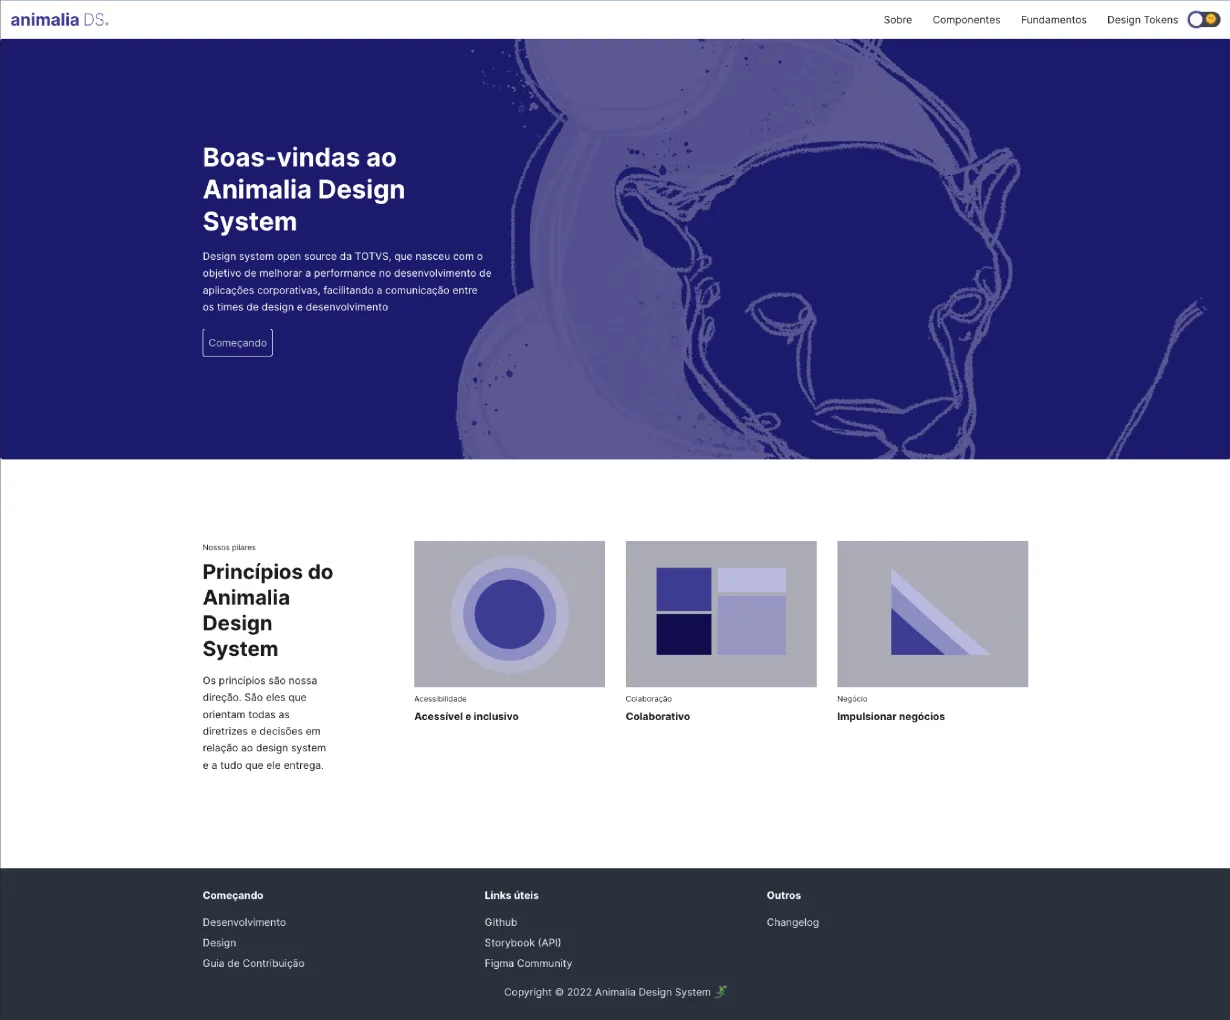 animalia DS.
Sobre
Componentes
Fundamentos
Design Tokens
Boas-vindas ao
Animalia Design
System
Design system open source da TOTVS, que nasceu com o
objetivo de melhorar a performance no desenvolvimento de
aplicações corporativas, facilitando a comunicação entre
os times de design e desenvolvimento
Começando
Nossos pilares
Princípios do
Animalia
Design
System
Os princípios são nossa
direção. São eles que
orientam todas as
diretrizes e decisões em
relação ao design system
e a tudo que ele entrega.
Acessibilidade
Acessível e inclusivo
Colaboração
Colaborativo
Negócio
Impulsionar negócios
Começando
Desenvolvimento
Design
Guia de Contribuição
Links úteis
Github
Storybook (API)
Figma Community
Outros
Changelog
Copyright © 2022 Animalia Design System 🦎